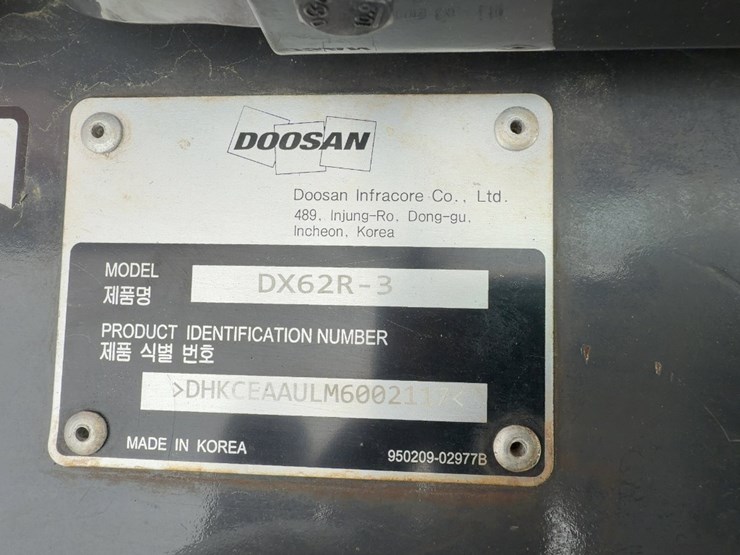 DOOSAN
Doosan Infracore Co., Ltd.
489, Injung-Ro, Dong-gu,
Incheon, Korea
MODEL
제품명
DX62R-3
PRODUCT IDENTIFICATION NUMBER
제품 식별 번호
>DHKCEAAULM6002117<
MADE IN KOREA
950209-02977B